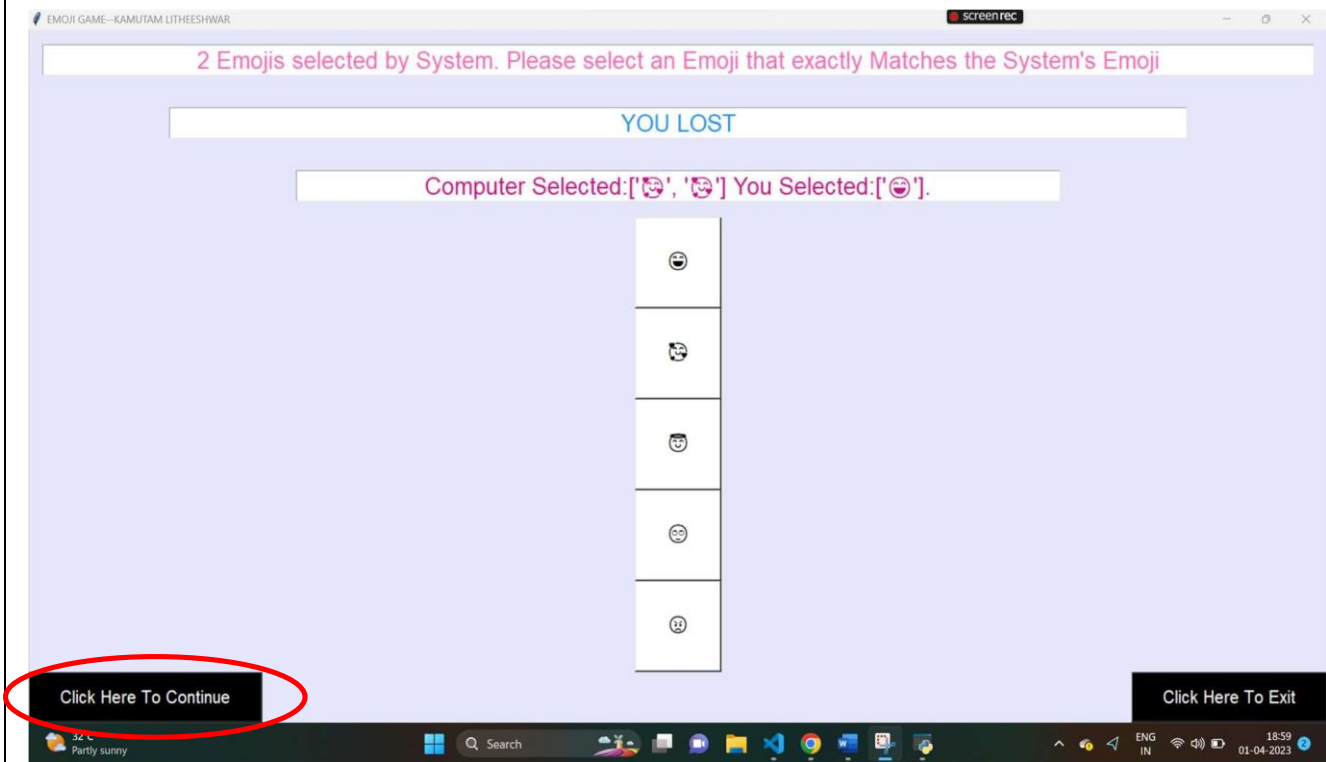 EMOJI GAME--KAMUTAM LITHEESHWAR
screenrec
2 Emojis selected by System. Please select an Emoji that exactly Matches the System's Emoji
YOU LOST
Computer Selected:['🥰', '🥰'] You Selected:['😄'].
😄
🥰
😇
🙄
😡
Click Here To Continue
Click Here To Exit
32°C
Partly sunny
Search
ENG
IN
18:59
01-04-2023
2